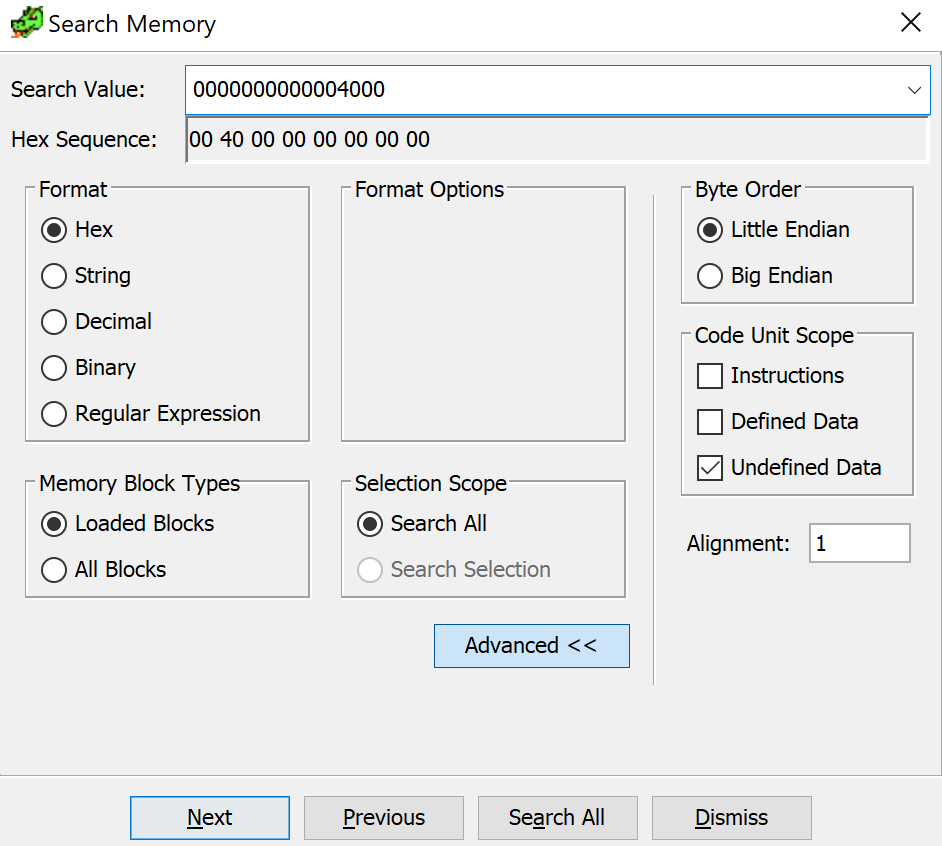 Search Memory
Search Value: 0000000000004000
Hex Sequence: 00 40 00 00 00 00 00 00
Format
Hex
String
Decimal
Binary
Regular Expression
Format Options
Byte Order
Little Endian
Big Endian
Code Unit Scope
Instructions
Defined Data
Undefined Data
Memory Block Types
Loaded Blocks
All Blocks
Selection Scope
Search All
Search Selection
Alignment: 1
Advanced <<
Next Previous Search All Dismiss